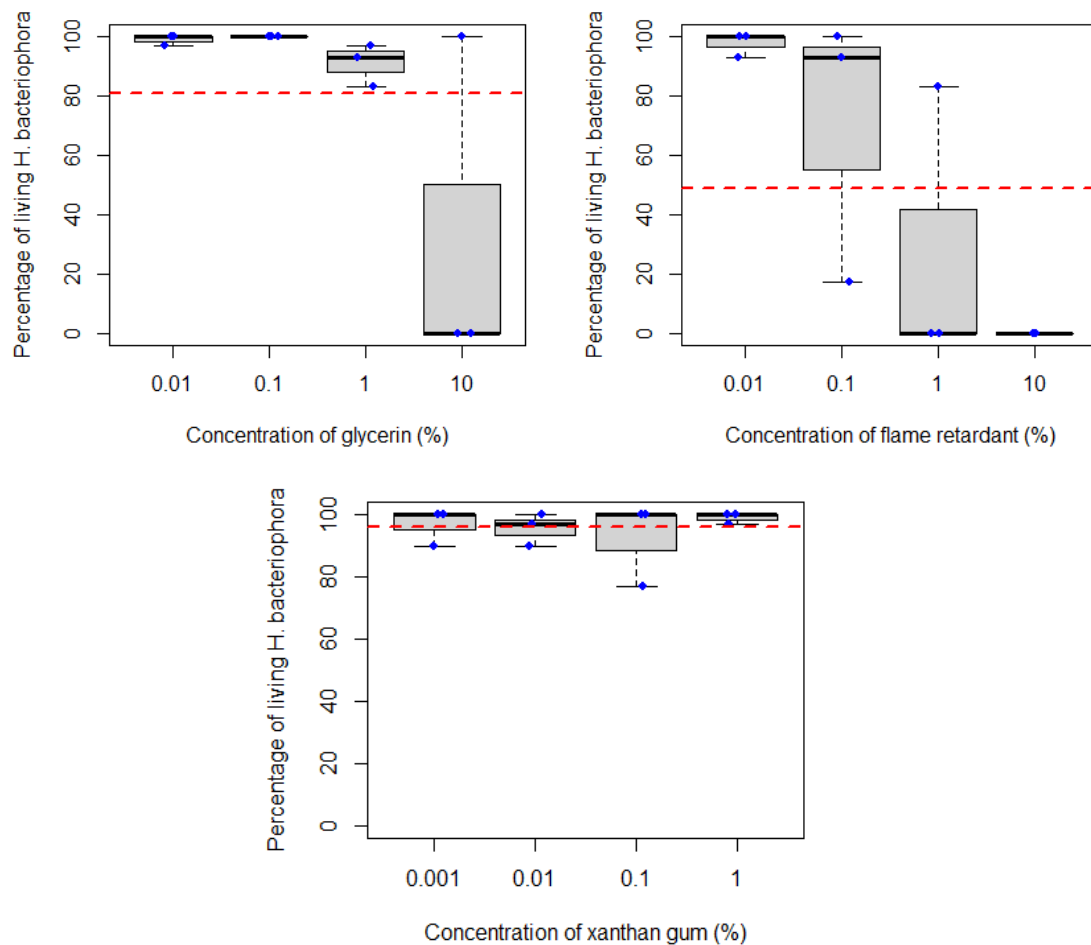 Percentage of living H. bacteriophora
100
80
60
40
20
0
0.01 0.1 1 10
Concentration of glycerin (%)
Percentage of living H. bacteriophora
100
80
60
40
20
0
0.01 0.1 1 10
Concentration of flame retardant (%)
Percentage of living H. bacteriophora
100
80
60
40
20
0
0.001 0.01 0.1 1
Concentration of xanthan gum (%)